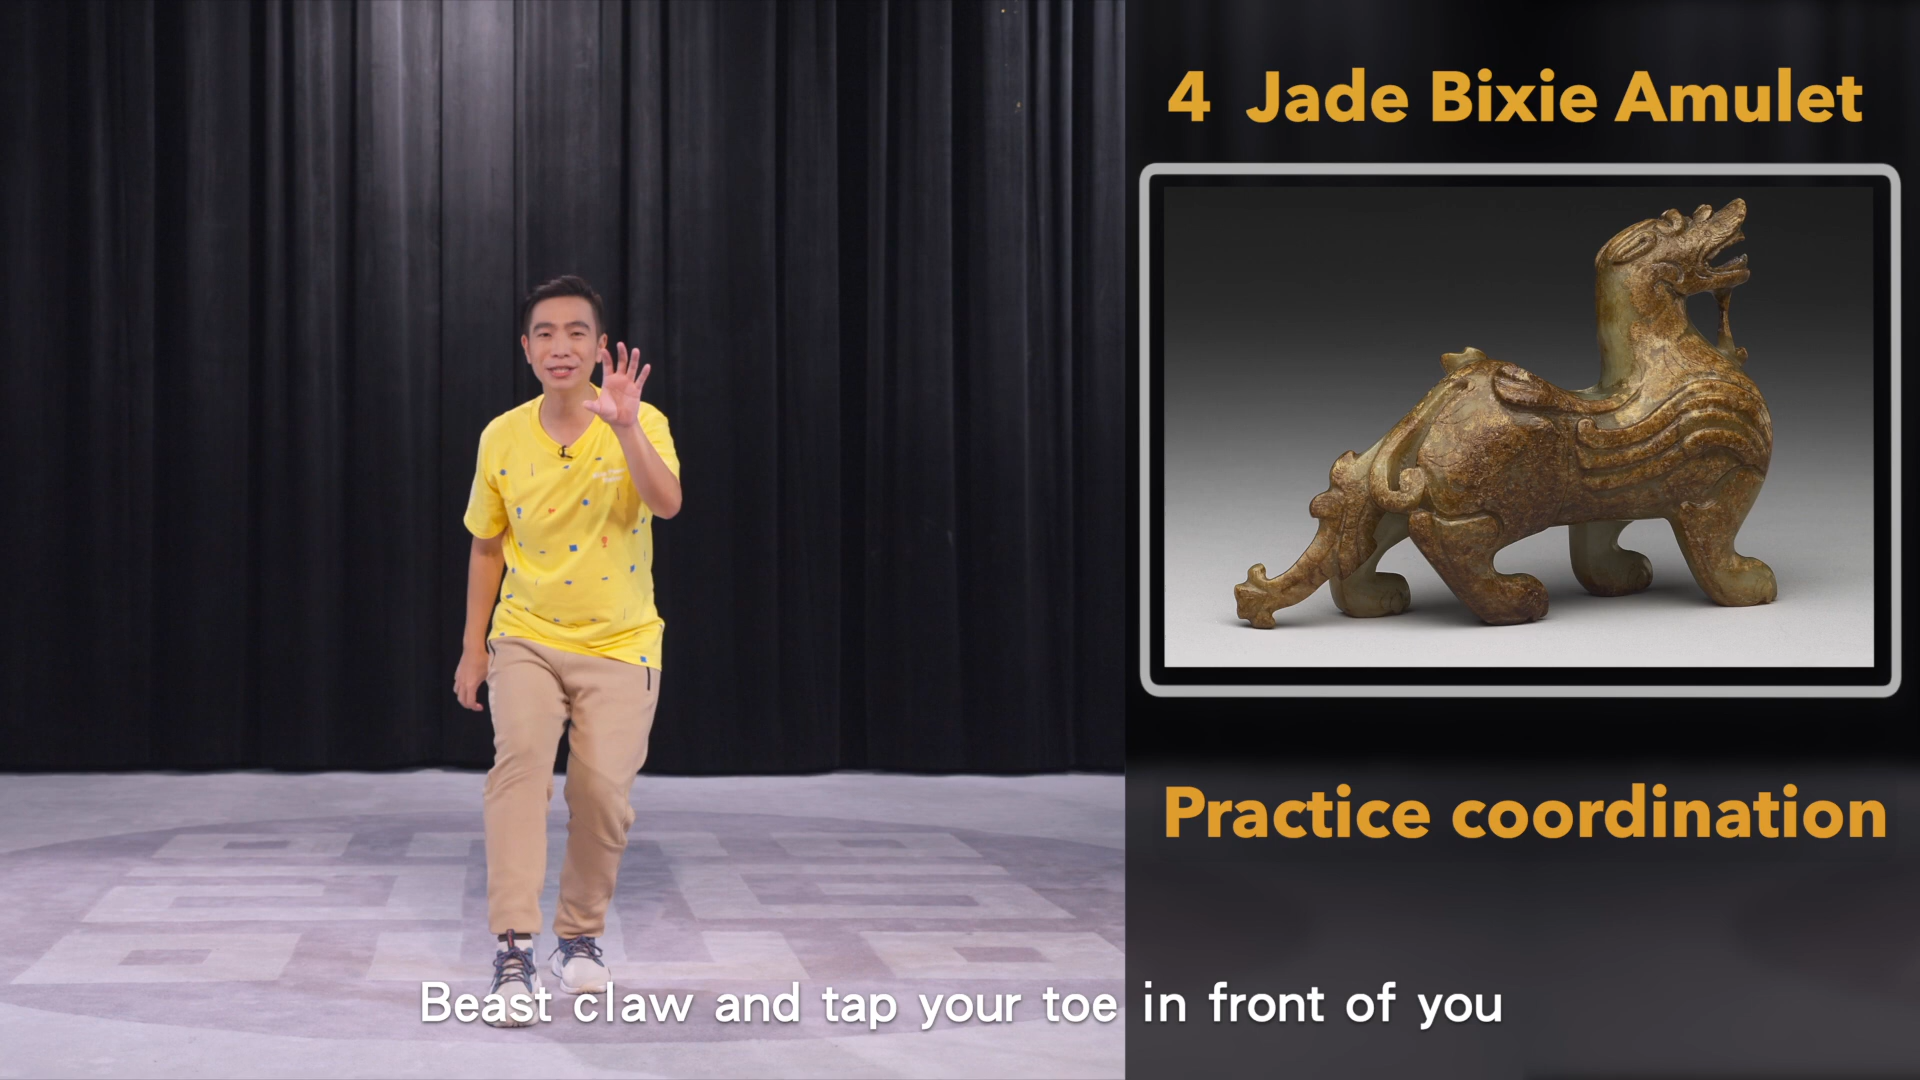 4 Jade Bixie Amulet
Practice coordination
Beast claw and tap your toe in front of you